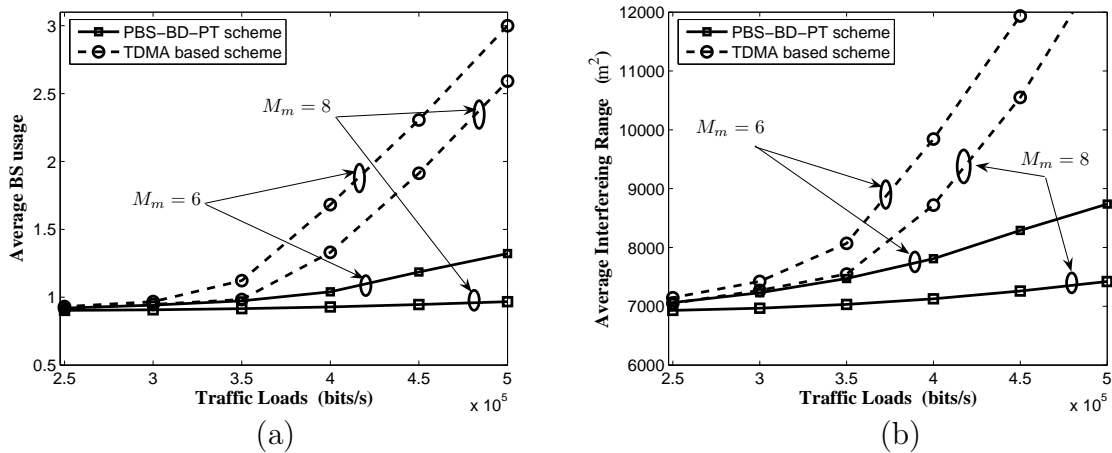 3
2.5
2
1.5
1
0.5
Average BS usage
PBS−BD−PT scheme
TDMA based scheme
M_m = 8
M_m = 6
2.5 3 3.5 4 4.5 5
Traffic Loads (bits/s)
x 10^5
(a)
12000
11000
10000
9000
8000
7000
6000
Average Interfereing Range (m²)
PBS−BD−PT scheme
TDMA based scheme
M_m = 6
M_m = 8
2.5 3 3.5 4 4.5 5
Traffic Loads (bits/s)
x 10^5
(b)